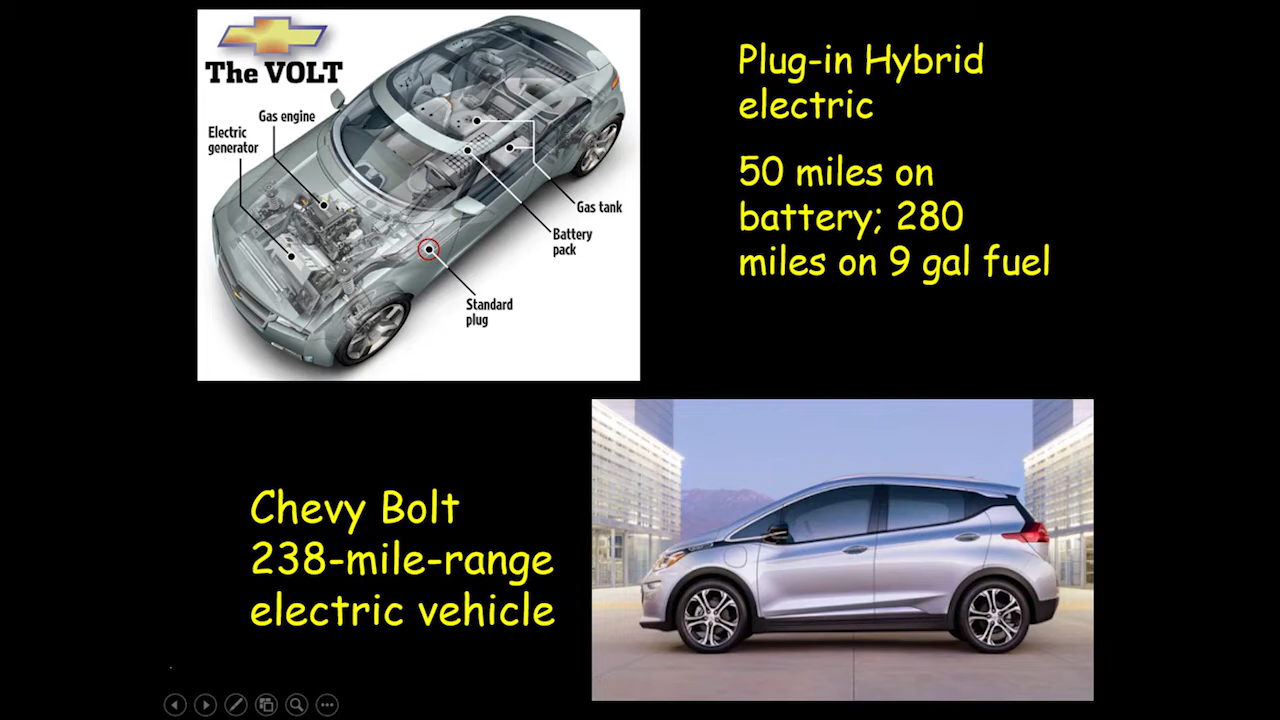 The VOLT
Gas engine
Electric
generator
Gas tank
Battery
pack
Standard
plug
Plug-in Hybrid
electric
50 miles on
battery; 280
miles on 9 gal fuel
Chevy Bolt
238-mile-range
electric vehicle